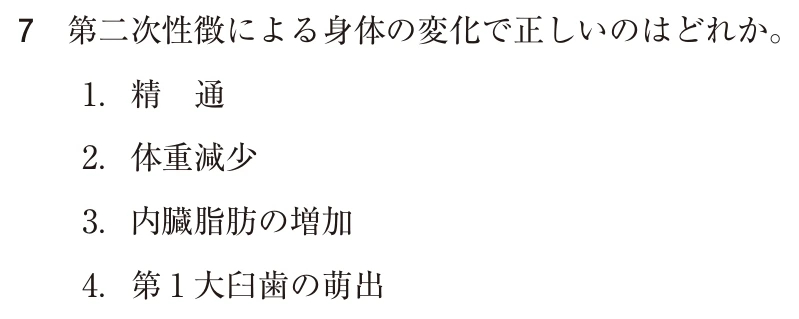 7 第二次性徴による身体の変化で正しいのはどれか。
1. 精　通
2. 体重減少
3. 内臓脂肪の増加
4. 第1大臼歯の萌出